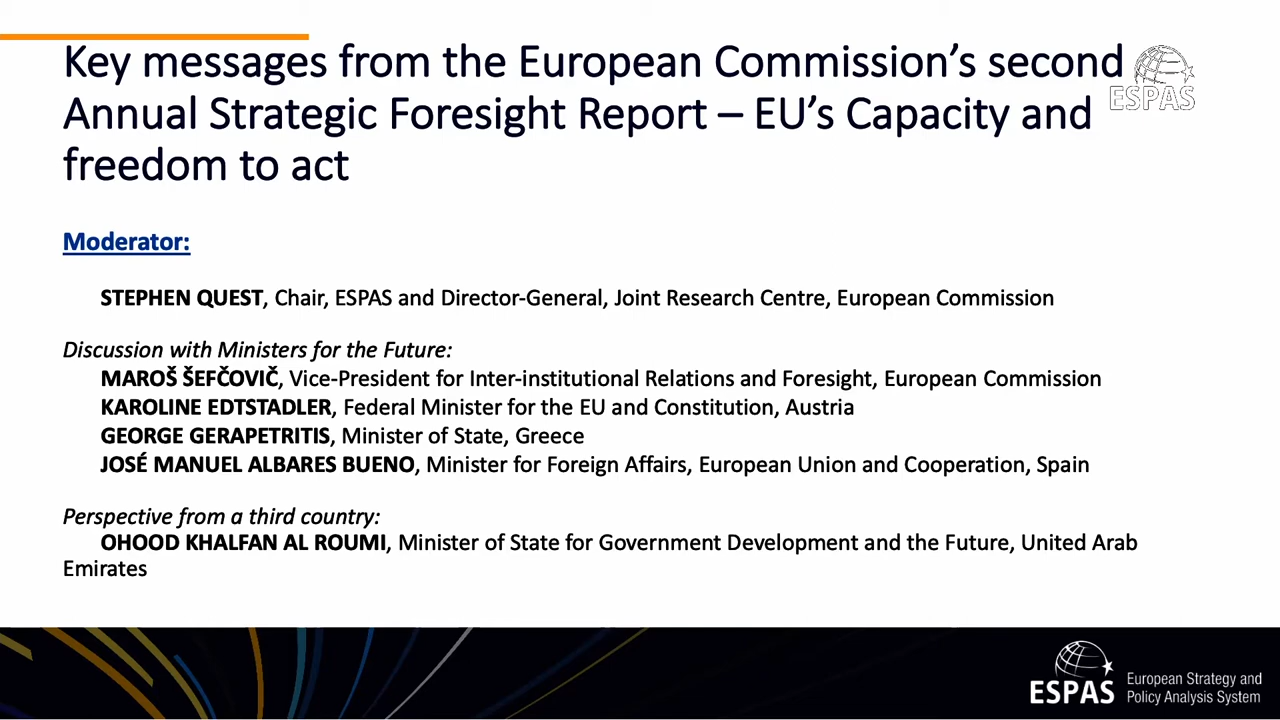 Key messages from the European Commission’s second
Annual Strategic Foresight Report – EU’s Capacity and
freedom to act
ESPAS
Moderator:
STEPHEN QUEST, Chair, ESPAS and Director-General, Joint Research Centre, European Commission
Discussion with Ministers for the Future:
MAROŠ ŠEFČOVIČ, Vice-President for Inter-institutional Relations and Foresight, European Commission
KAROLINE EDTSTADLER, Federal Minister for the EU and Constitution, Austria
GEORGE GERAPETRITIS, Minister of State, Greece
JOSÉ MANUEL ALBARES BUENO, Minister for Foreign Affairs, European Union and Cooperation, Spain
Perspective from a third country:
OHOOD KHALFAN AL ROUMI, Minister of State for Government Development and the Future, United Arab
Emirates
ESPAS
European Strategy and
Policy Analysis System